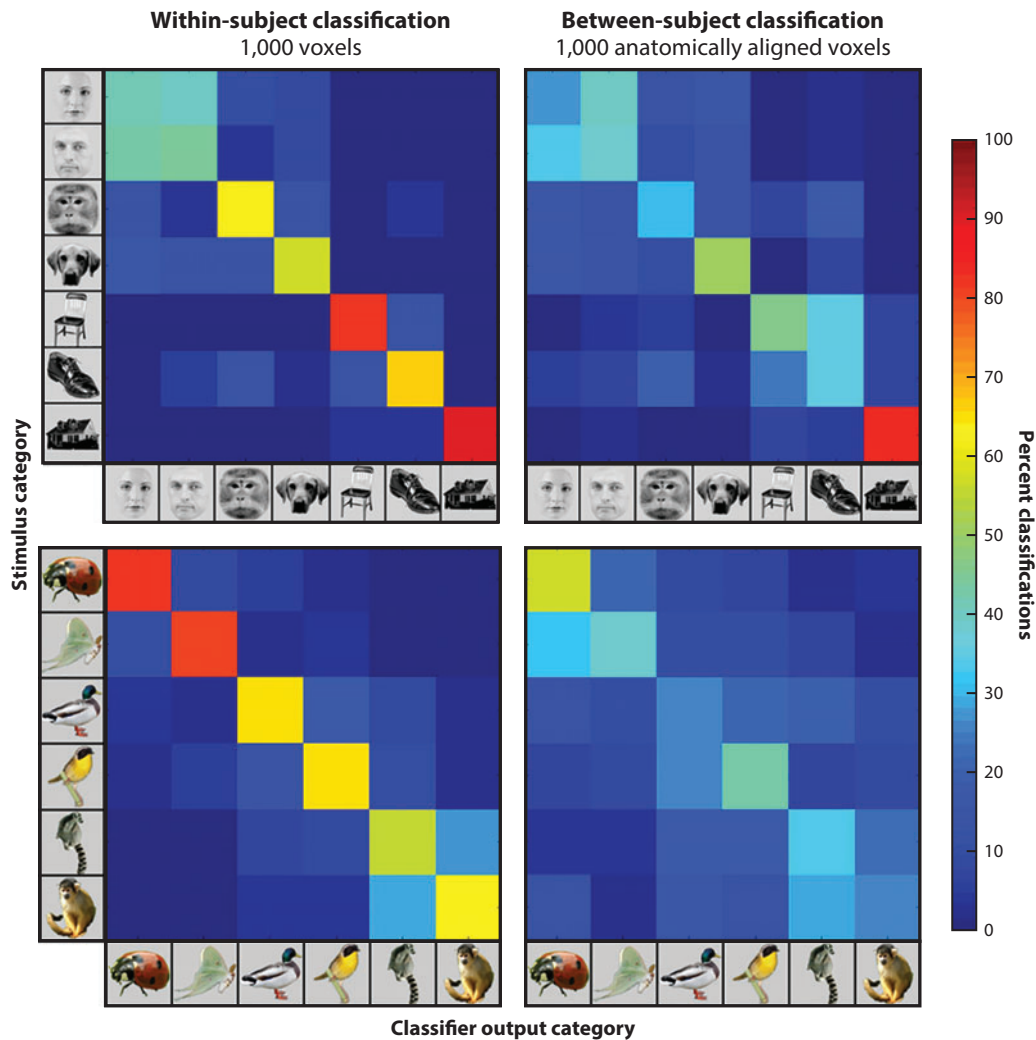 Within-subject classification
1,000 voxels
Between-subject classification
1,000 anatomically aligned voxels
Stimulus category
100
90
80
70
60
50
40
30
20
10
0
Percent classifications
Classifier output category